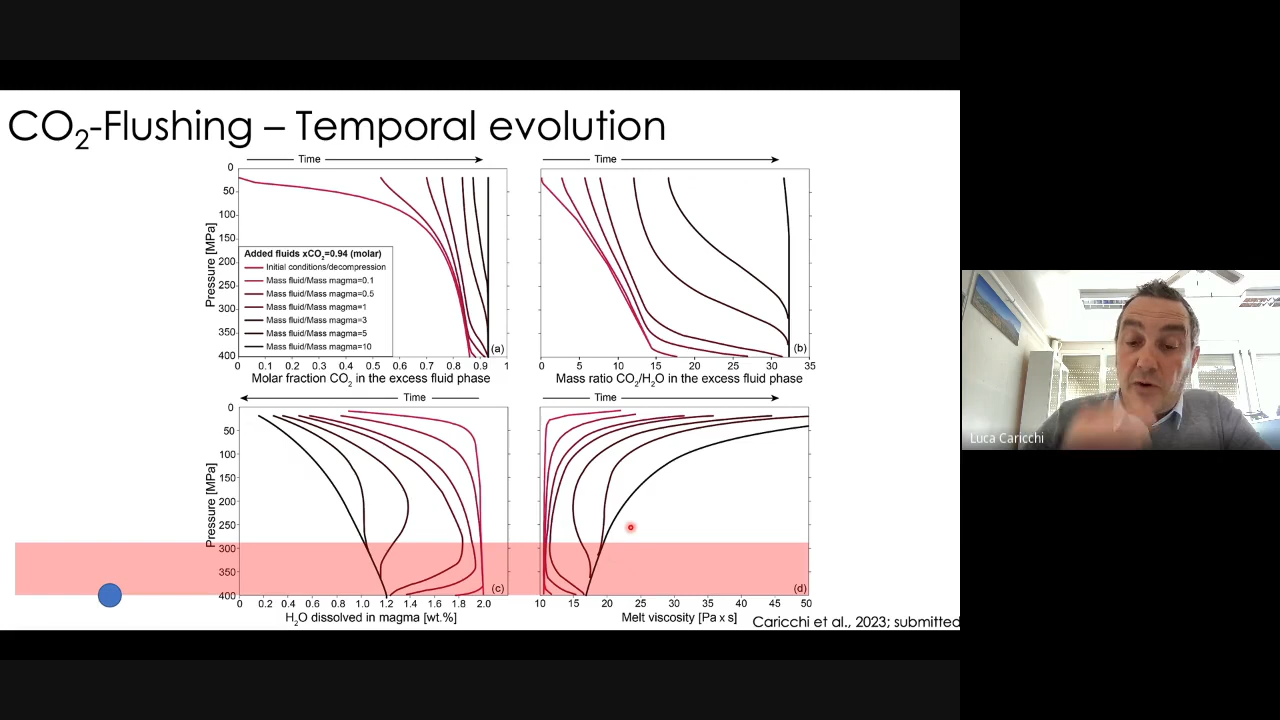 CO2-Flushing – Temporal evolution
Time
Time
0
50
100
150
200
250
300
350
400
Pressure [MPa]
Added fluids xCO2=0.94 (molar)
Initial conditions/decompression
Mass fluid/Mass magma=0.1
Mass fluid/Mass magma=0.5
Mass fluid/Mass magma=1
Mass fluid/Mass magma=3
Mass fluid/Mass magma=5
Mass fluid/Mass magma=10
(a)
(b)
0 0.1 0.2 0.3 0.4 0.5 0.6 0.7 0.8 0.9 1
0 5 10 15 20 25 30 35
Molar fraction CO2 in the excess fluid phase
Mass ratio CO2/H2O in the excess fluid phase
Time
Time
0
50
100
150
200
250
300
350
400
Pressure [MPa]
(c)
(d)
0 0.2 0.4 0.6 0.8 1.0 1.2 1.4 1.6 1.8 2.0
10 15 20 25 30 35 40 45 50
H2O dissolved in magma [wt.%]
Melt viscosity [Pa x s]
Caricchi et al., 2023; submitted
Luca Caricchi